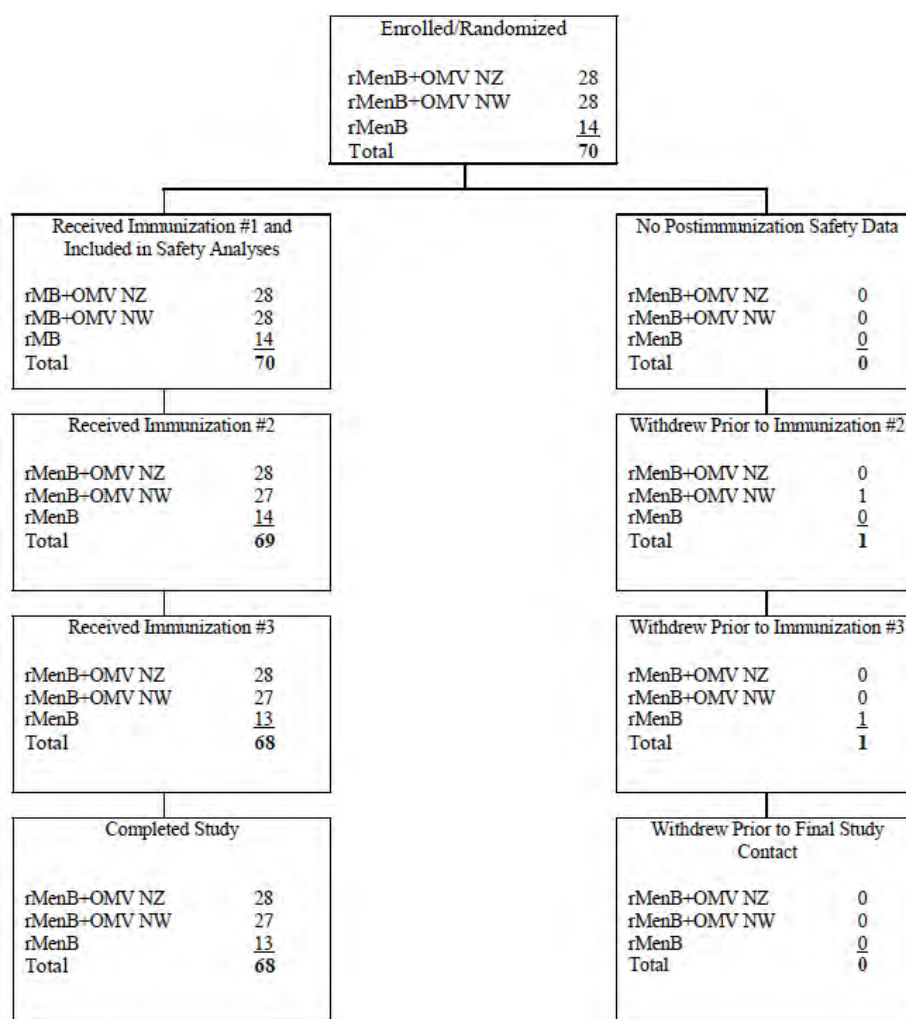 Enrolled/Randomized
rMenB+OMV NZ 28
rMenB+OMV NW 28
rMenB 14
Total 70
Received Immunization #1 and
Included in Safety Analyses
rMB+OMV NZ 28
rMB+OMV NW 28
rMB 14
Total 70
No Postimmunization Safety Data
rMenB+OMV NZ 0
rMenB+OMV NW 0
rMenB 0
Total 0
Received Immunization #2
rMenB+OMV NZ 28
rMenB+OMV NW 27
rMenB 14
Total 69
Withdrew Prior to Immunization #2
rMenB+OMV NZ 0
rMenB+OMV NW 1
rMenB 0
Total 1
Received Immunization #3
rMenB+OMV NZ 28
rMenB+OMV NW 27
rMenB 13
Total 68
Withdrew Prior to Immunization #3
rMenB+OMV NZ 0
rMenB+OMV NW 0
rMenB 1
Total 1
Completed Study
rMenB+OMV NZ 28
rMenB+OMV NW 27
rMenB 13
Total 68
Withdrew Prior to Final Study
Contact
rMenB+OMV NZ 0
rMenB+OMV NW 0
rMenB 0
Total 0